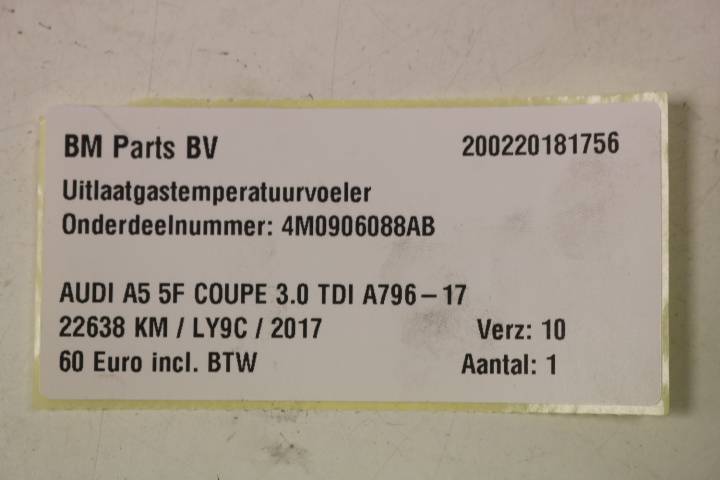 BM Parts BV 200220181756
Uitlaatgastemperatuurvoeler
Onderdeelnummer: 4M0906088AB
AUDI A5 5F COUPE 3.0 TDI A796-17
22638 KM / LY9C / 2017 Verz: 10
60 Euro incl. BTW Aantal: 1